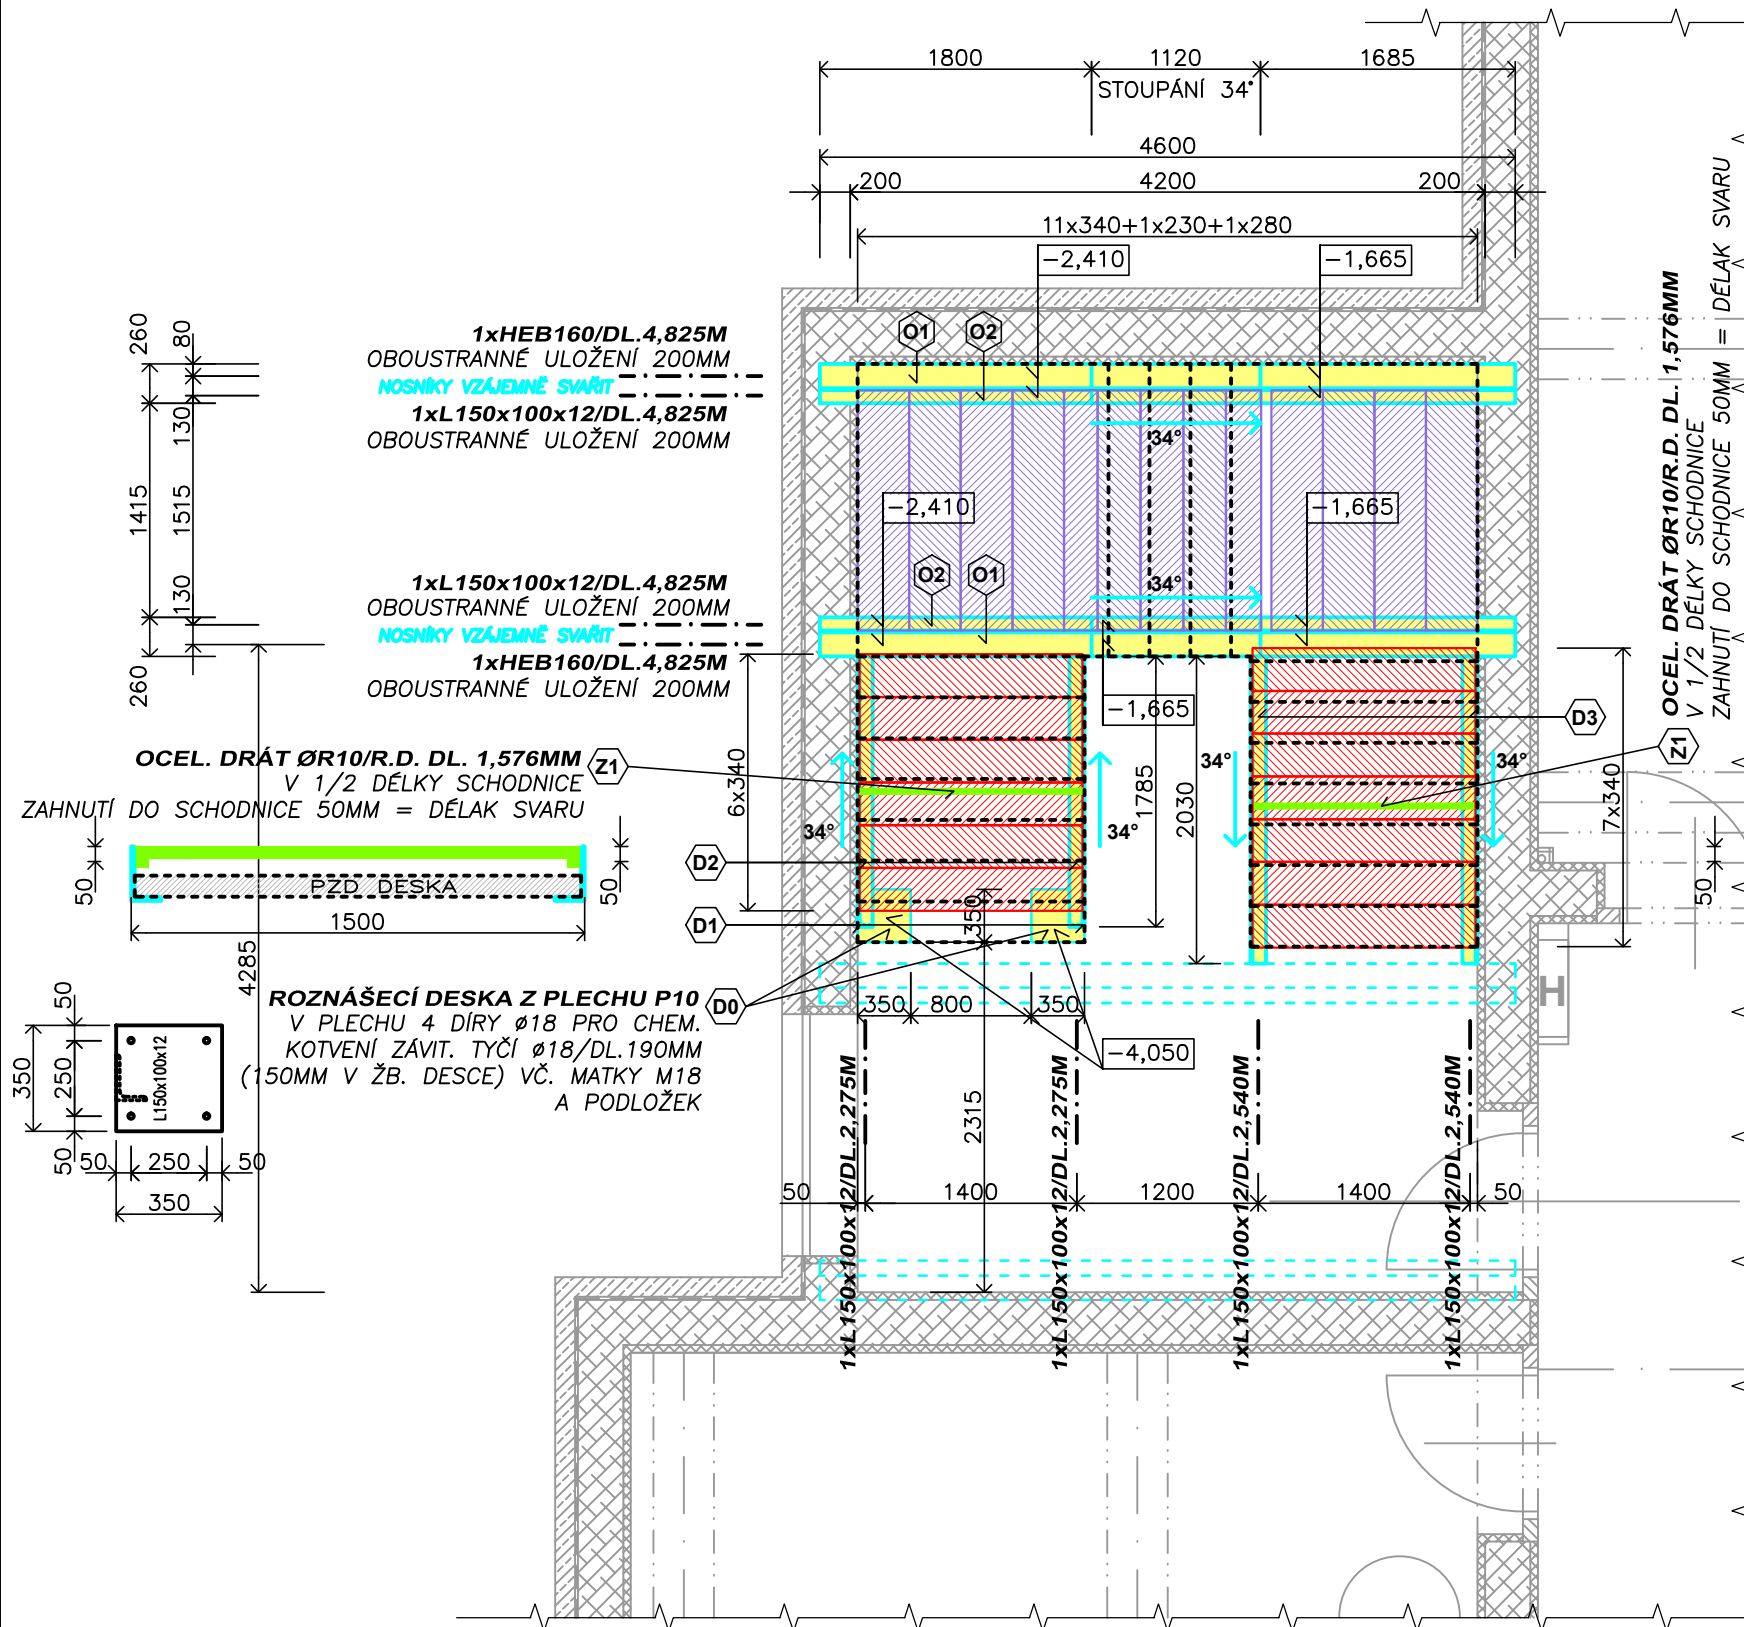 1800
1120
1685
STOUPÁNÍ 34°
4600
200
4200
200
11x340+1x230+1x280
-2,410
-1,665
O1
O2
260
80
1xHEB160/DL.4,825M
OBOUSTRANNÉ ULOŽENÍ 200MM
NOSNÍKY VZÁJEMNĚ SVAŘIT
1xL150x100x12/DL.4,825M
OBOUSTRANNÉ ULOŽENÍ 200MM
130
1415
1515
130
260
34°
-2,410
-1,665
O2
O1
34°
1xL150x100x12/DL.4,825M
OBOUSTRANNÉ ULOŽENÍ 200MM
NOSNÍKY VZÁJEMNĚ SVAŘIT
1xHEB160/DL.4,825M
OBOUSTRANNÉ ULOŽENÍ 200MM
-1,665
OCEL. DRÁT ØR10/R.D. DL. 1,576MM
V 1/2 DÉLKY SCHODNICE
ZAHNUTÍ DO SCHODNICE 50MM = DÉLAK SVARU
D3
Z1
OCEL. DRÁT ØR10/R.D. DL. 1,576MM
V 1/2 DÉLKY SCHODNICE
ZAHNUTÍ DO SCHODNICE 50MM = DÉLAK SVARU
Z1
6x340
1785
2030
7x340
34°
34°
34°
34°
50
PZD DESKA
50
1500
50
D2
D1
350
4285
ROZNÁŠECÍ DESKA Z PLECHU P10
V PLECHU 4 DÍRY Ø18 PRO CHEM.
KOTVENÍ ZÁVIT. TYČÍ Ø18/DL.190MM
(150MM V ŽB. DESCE) VČ. MATKY M18
A PODLOŽEK
D0
350
800
350
-4,050
H
50
350
250
50
L150x100x12
50
250
50
350
2315
1xL150x100x12/DL.2,275M
1xL150x100x12/DL.2,275M
1xL150x100x12/DL.2,540M
1xL150x100x12/DL.2,540M
50
1400
1200
1400
50